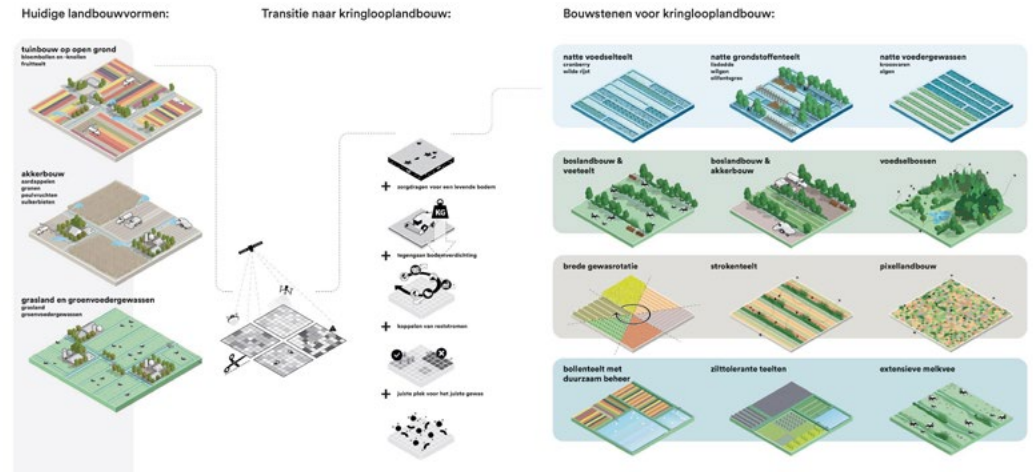 Huidige landbouwvormen:
Transitie naar kringlooplandbouw:
Bouwstenen voor kringlooplandbouw:
tuinbouw op open grond
bloembollen en -knollen
fruitteelt
akkerbouw
aardappelen
granen
peulvruchten
suikerbieten
grasland en groenvoedergewassen
grasland
groenvoedergewassen
+ zorgdragen voor een levende bodem
KG
+ tegengaan bodemverdichting
+ koppelen van reststromen
+ juiste plek voor het juiste gewas
natte voedselteelt
cranberry
wilde rijst
natte grondstoffenteelt
lisdodde
wilgen
olifantsgras
natte voedergewassen
kroosvaren
algen
boslandbouw &
veeteelt
boslandbouw &
akkerbouw
voedselbossen
brede gewasrotatie
strokenteelt
pixellandbouw
bollenteelt met
duurzaam beheer
zilttolerante teelten
extensieve melkvee